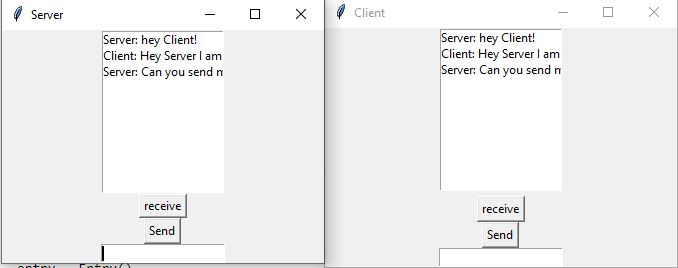 Server
Server: hey Client!
Client: Hey Server I am
Server: Can you send m
receive
Send
Client
Server: hey Client!
Client: Hey Server I am
Server: Can you send m
receive
Send
entry = Entry()